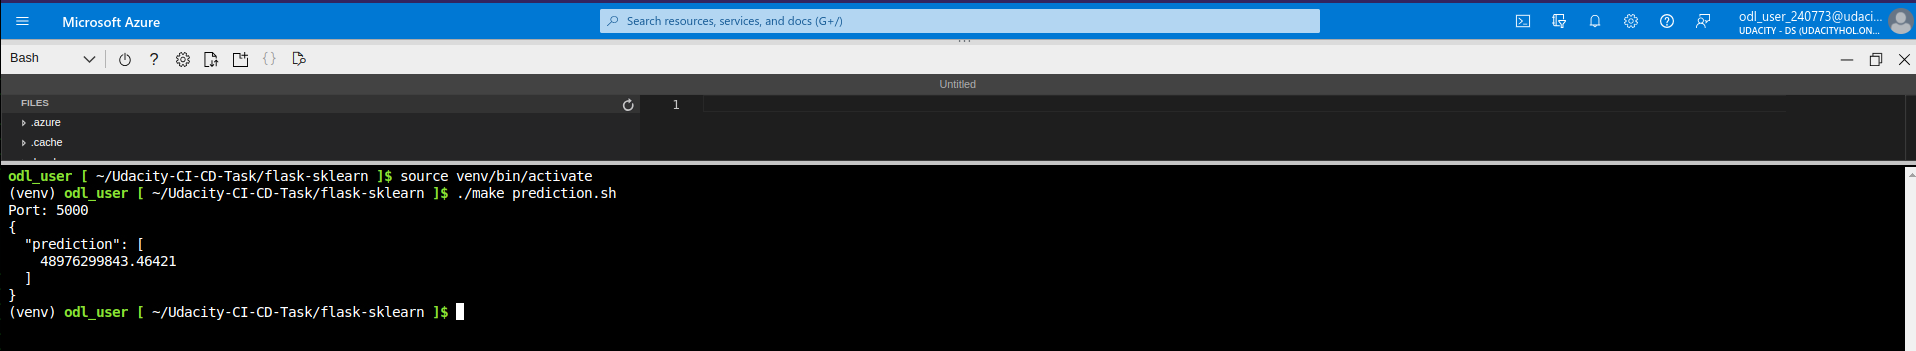 Microsoft Azure
Search resources, services, and docs (G+/)
odl_user_240773@udaci...
UDACITY - DS (UDACITYHOL.ON...
Bash
Untitled
FILES
1
.azure
.cache
odl_user [ ~/Udacity-CI-CD-Task/flask-sklearn ]$ source venv/bin/activate
(venv) odl_user [ ~/Udacity-CI-CD-Task/flask-sklearn ]$ ./make prediction.sh
Port: 5000
{
"prediction": [
48976299843.46421
]
}
(venv) odl_user [ ~/Udacity-CI-CD-Task/flask-sklearn ]$